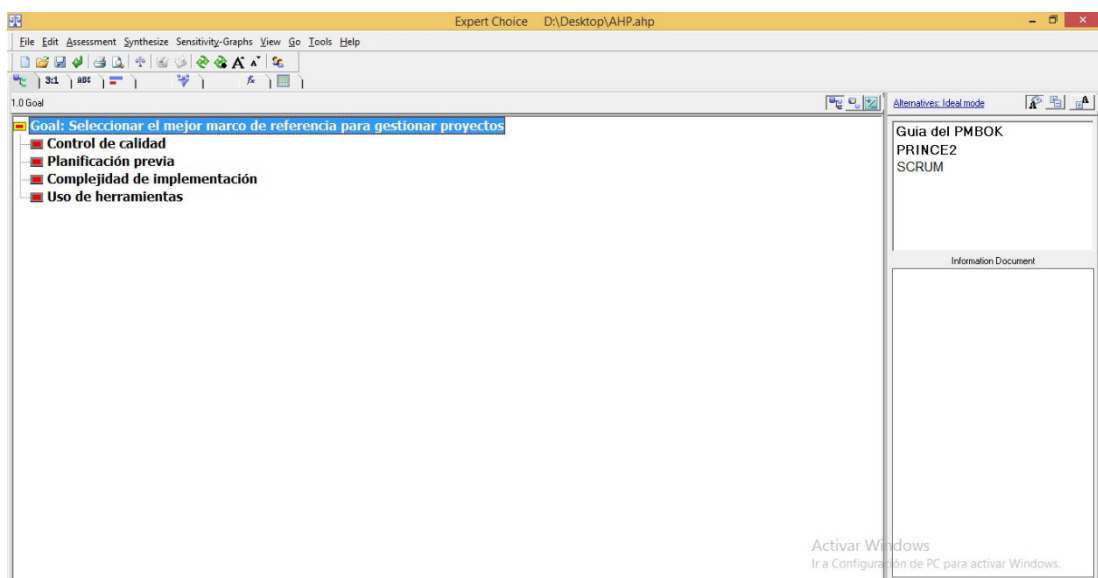 Expert Choice D:\Desktop\AHP.ahp
File Edit Assessment Synthesize Sensitivity-Graphs View Go Tools Help
3:1 ABC
1.0 Goal
Alternatives: Ideal mode
Goal: Seleccionar el mejor marco de referencia para gestionar proyectos
Control de calidad
Planificación previa
Complejidad de implementación
Uso de herramientas
Guia del PMBOK
PRINCE2
SCRUM
Information Document
Activar Windows
Ir a Configuración de PC para activar Windows.